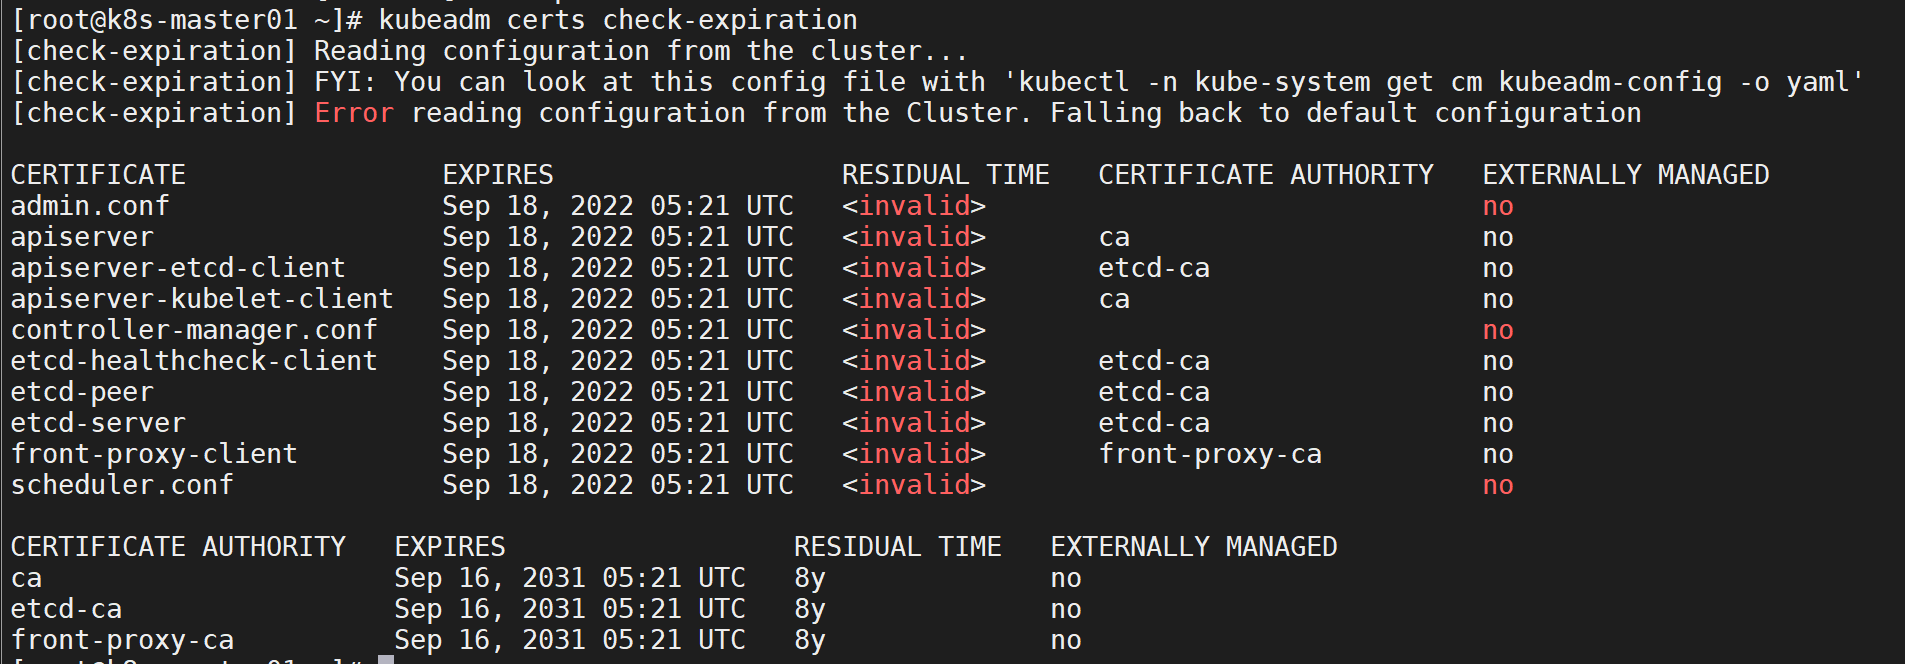 [root@k8s-master01 ~]# kubeadm certs check-expiration
[check-expiration] Reading configuration from the cluster...
[check-expiration] FYI: You can look at this config file with 'kubectl -n kube-system get cm kubeadm-config -o yaml'
[check-expiration] Error reading configuration from the Cluster. Falling back to default configuration
CERTIFICATE EXPIRES RESIDUAL TIME CERTIFICATE AUTHORITY EXTERNALLY MANAGED
admin.conf Sep 18, 2022 05:21 UTC <invalid> no
apiserver Sep 18, 2022 05:21 UTC <invalid> ca no
apiserver-etcd-client Sep 18, 2022 05:21 UTC <invalid> etcd-ca no
apiserver-kubelet-client Sep 18, 2022 05:21 UTC <invalid> ca no
controller-manager.conf Sep 18, 2022 05:21 UTC <invalid> no
etcd-healthcheck-client Sep 18, 2022 05:21 UTC <invalid> etcd-ca no
etcd-peer Sep 18, 2022 05:21 UTC <invalid> etcd-ca no
etcd-server Sep 18, 2022 05:21 UTC <invalid> etcd-ca no
front-proxy-client Sep 18, 2022 05:21 UTC <invalid> front-proxy-ca no
scheduler.conf Sep 18, 2022 05:21 UTC <invalid> no
CERTIFICATE AUTHORITY EXPIRES RESIDUAL TIME EXTERNALLY MANAGED
ca Sep 16, 2031 05:21 UTC 8y no
etcd-ca Sep 16, 2031 05:21 UTC 8y no
front-proxy-ca Sep 16, 2031 05:21 UTC 8y no